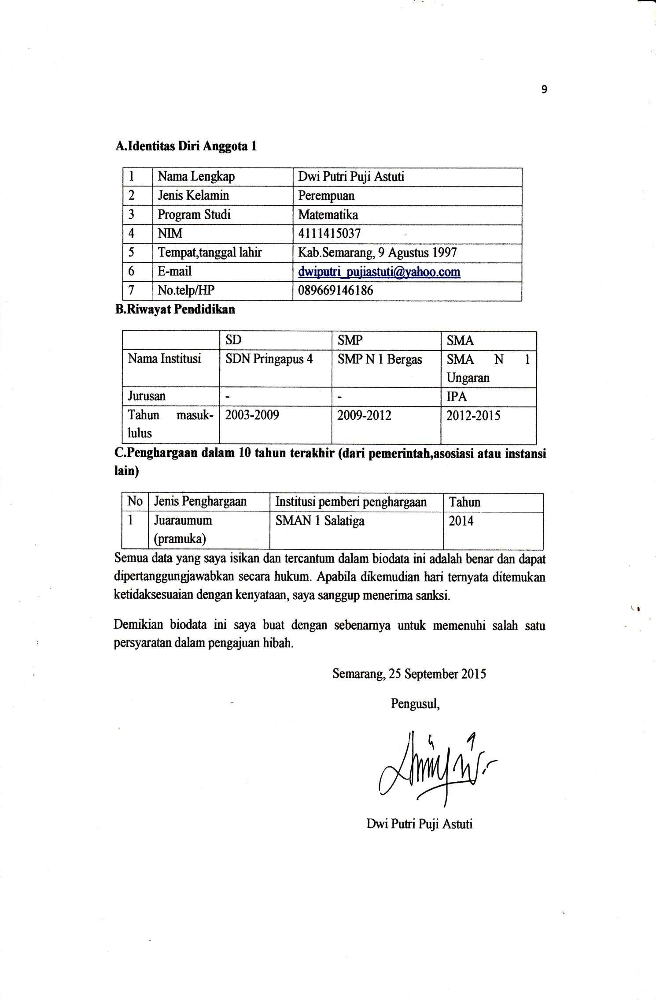 9
A.Identitas Diri Anggota 1
1 Nama Lengkap Dwi Putri Puji Astuti
2 Jenis Kelamin Perempuan
3 Program Studi Matematika
4 NIM 4111415037
5 Tempat,tanggal lahir Kab.Semarang, 9 Agustus 1997
6 E-mail dwiputri_pujiastuti@yahoo.com
7 No.telp/HP 089669146186
B.Riwayat Pendidikan
SD SMP SMA
Nama Institusi SDN Pringapus 4 SMP N 1 Bergas SMA N 1
Ungaran
Jurusan - - IPA
Tahun masuk- 2003-2009 2009-2012 2012-2015
lulus
C.Penghargaan dalam 10 tahun terakhir (dari pemerintah,asosiasi atau instansi
lain)
No Jenis Penghargaan Institusi pemberi penghargaan Tahun
1 Juaraumum SMAN 1 Salatiga 2014
(pramuka)
Semua data yang saya isikan dan tercantum dalam biodata ini adalah benar dan dapat
dipertanggungjawabkan secara hukum. Apabila dikemudian hari ternyata ditemukan
ketidaksesuaian dengan kenyataan, saya sanggup menerima sanksi.
Demikian biodata ini saya buat dengan sebenarnya untuk memenuhi salah satu
persyaratan dalam pengajuan hibah.
Semarang, 25 September 2015
Pengusul,
Dwi Putri Puji Astuti